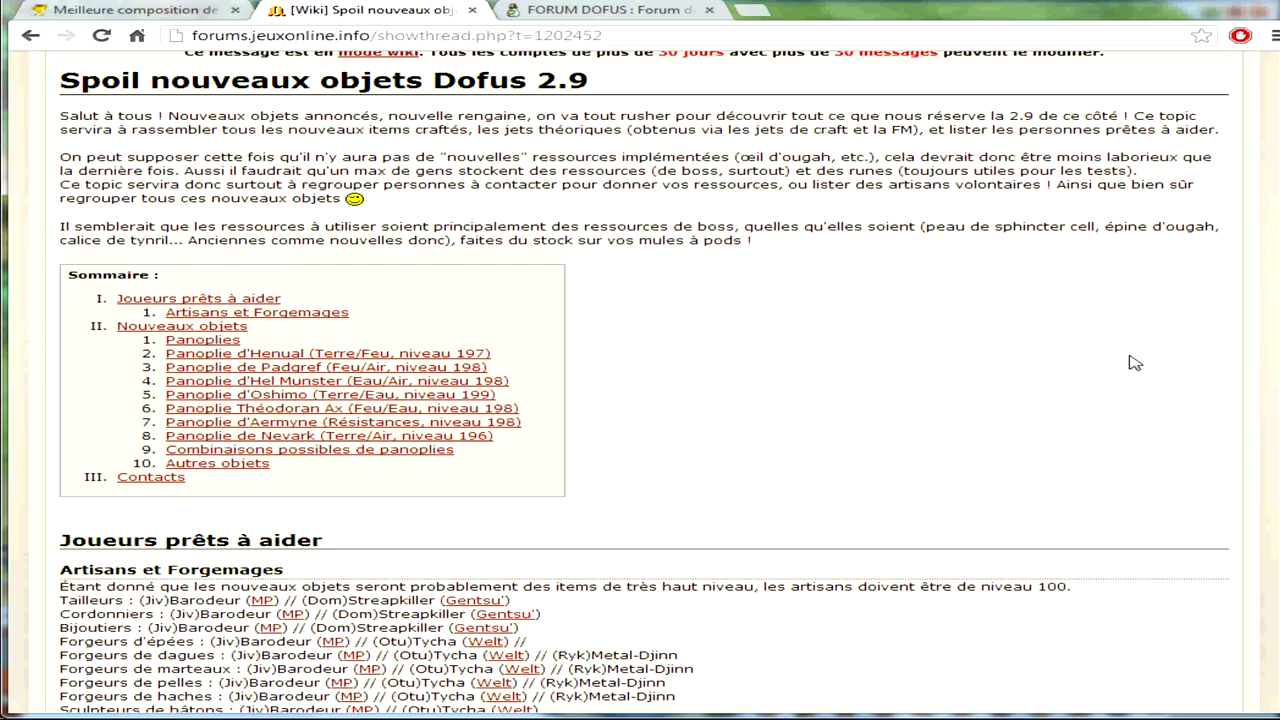 Meilleure composition de
[Wiki] Spoil nouveaux obj
FORUM DOFUS : Forum d
forums.jeuxonline.info/showthread.php?t=1202452
Ce message est en mode wiki. Tous les comptes de plus de 30 jours avec plus de 30 messages peuvent le modifier.
Spoil nouveaux objets Dofus 2.9
Salut à tous ! Nouveaux objets annoncés, nouvelle rengaine, on va tout rusher pour découvrir tout ce que nous réserve la 2.9 de ce côté ! Ce topic
servira à rassembler tous les nouveaux items craftés, les jets théoriques (obtenus via les jets de craft et la FM), et lister les personnes prêtes à aider.
On peut supposer cette fois qu'il n'y aura pas de "nouvelles" ressources implémentées (œil d'ougah, etc.), cela devrait donc être moins laborieux que
la dernière fois. Aussi il faudrait qu'un max de gens stockent des ressources (de boss, surtout) et des runes (toujours utiles pour les tests).
Ce topic servira donc surtout à regrouper personnes à contacter pour donner vos ressources, ou lister des artisans volontaires ! Ainsi que bien sûr
regrouper tous ces nouveaux objets
Il semblerait que les ressources à utiliser soient principalement des ressources de boss, quelles qu'elles soient (peau de sphincter cell, épine d'ougah,
calice de tynril... Anciennes comme nouvelles donc), faites du stock sur vos mules à pods !
Sommaire :
I. Joueurs prêts à aider
1. Artisans et Forgemages
II. Nouveaux objets
1. Panoplies
2. Panoplie d'Henual (Terre/Feu, niveau 197)
3. Panoplie de Padgref (Feu/Air, niveau 198)
4. Panoplie d'Hel Munster (Eau/Air, niveau 198)
5. Panoplie d'Oshimo (Terre/Eau, niveau 199)
6. Panoplie Théodoran Ax (Feu/Eau, niveau 198)
7. Panoplie d'Aermyne (Résistances, niveau 198)
8. Panoplie de Nevark (Terre/Air, niveau 196)
9. Combinaisons possibles de panoplies
10. Autres objets
III. Contacts
Joueurs prêts à aider
Artisans et Forgemages
Étant donné que les nouveaux objets seront probablement des items de très haut niveau, les artisans doivent être de niveau 100.
Tailleurs : (Jiv)Barodeur (MP) // (Dom)Streapkiller (Gentsu')
Cordonniers : (Jiv)Barodeur (MP) // (Dom)Streapkiller (Gentsu')
Bijoutiers : (Jiv)Barodeur (MP) // (Dom)Streapkiller (Gentsu')
Forgeurs d'épées : (Jiv)Barodeur (MP) // (Otu)Tycha (Welt) //
Forgeurs de dagues : (Jiv)Barodeur (MP) // (Otu)Tycha (Welt) // (Ryk)Metal-Djinn
Forgeurs de marteaux : (Jiv)Barodeur (MP) // (Otu)Tycha (Welt) // (Ryk)Metal-Djinn
Forgeurs de pelles : (Jiv)Barodeur (MP) // (Otu)Tycha (Welt) // (Ryk)Metal-Djinn
Forgeurs de haches : (Jiv)Barodeur (MP) // (Otu)Tycha (Welt) // (Ryk)Metal-Djinn
Sculpteurs de bâtons : (Jiv)Barodeur (MP) // (Otu)Tycha (Welt)